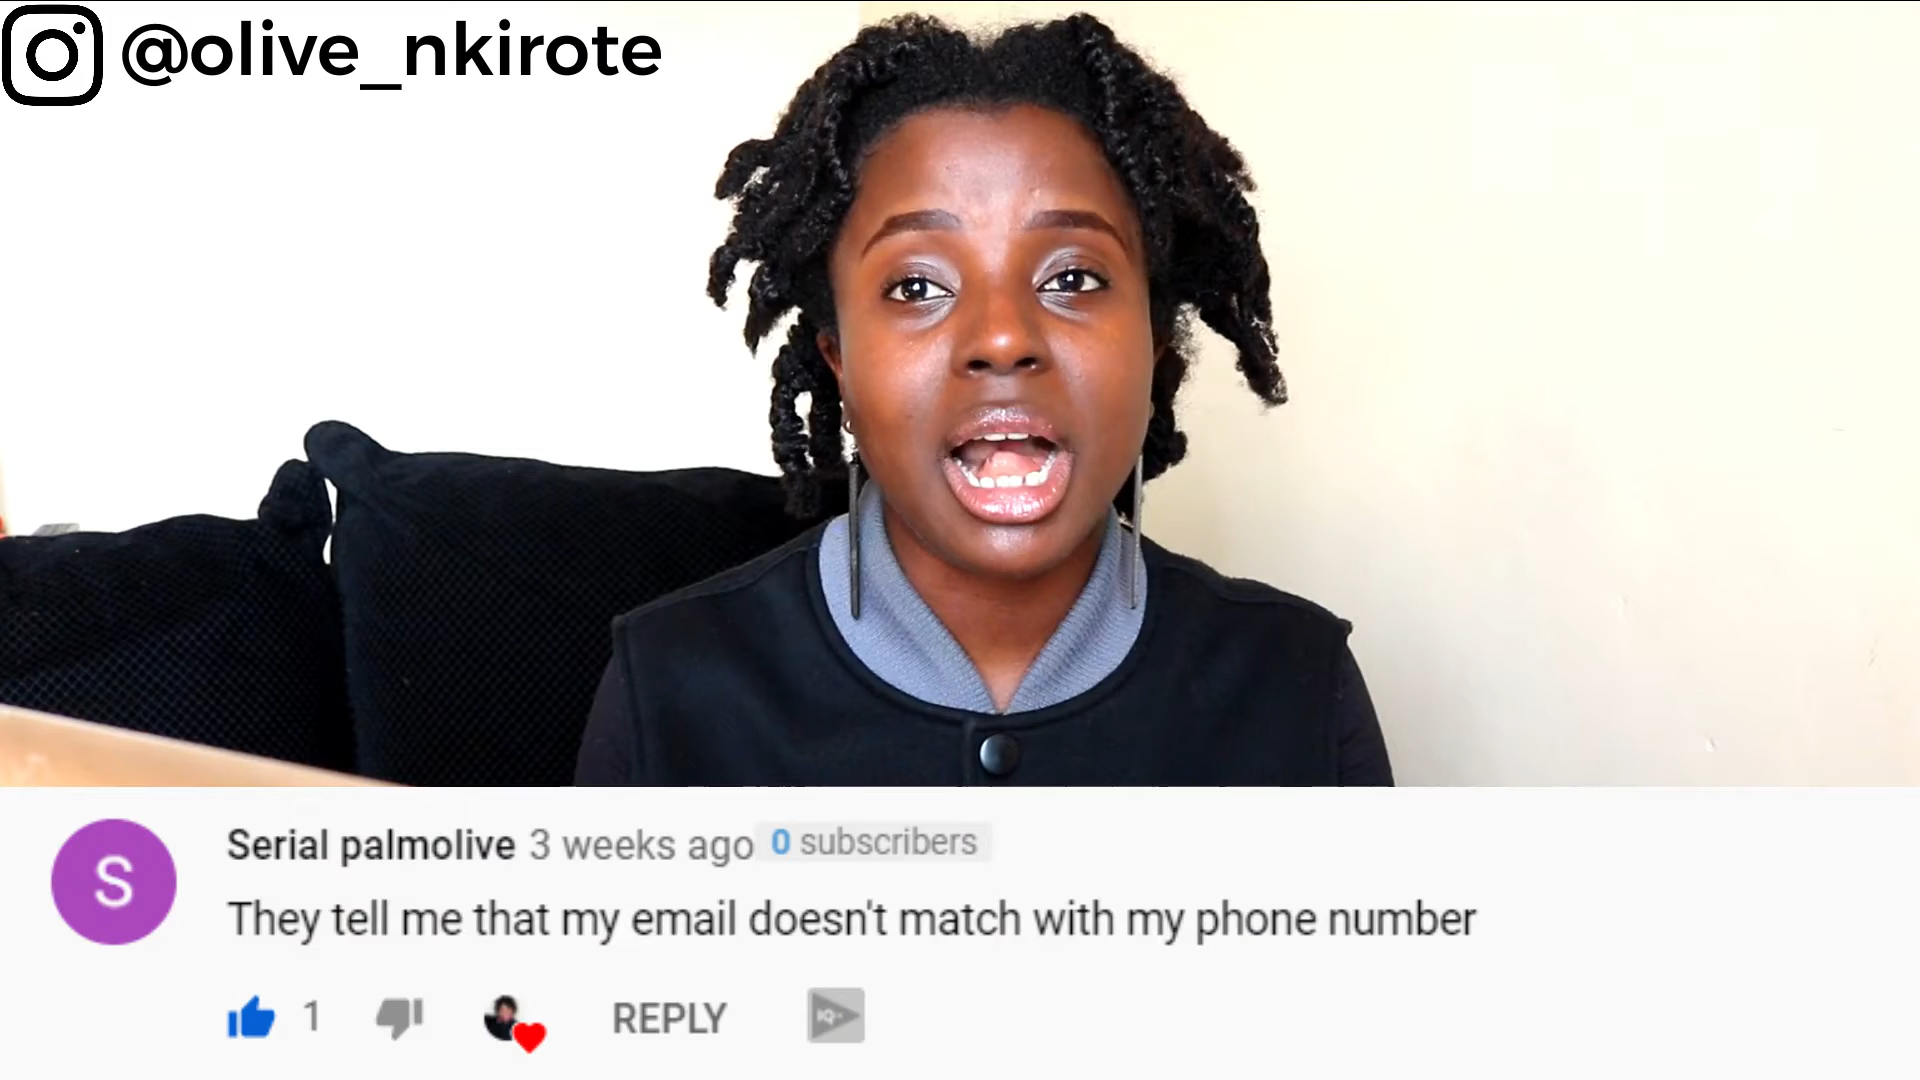 @olive_nkirote
Serial palmolive 3 weeks ago 0 subscribers
S
They tell me that my email doesn't match with my phone number
1
REPLY
IQ